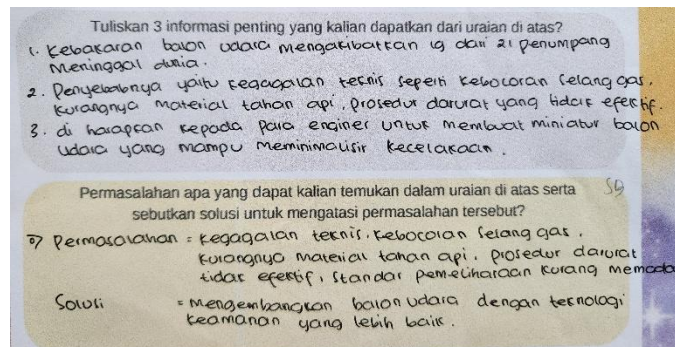 Tuliskan 3 informasi penting yang kalian dapatkan dari uraian di atas?
1. Kebakaran balon udara mengakibatkan 19 dari 21 penumpang
meninggal dunia.
2. Penyebabnya yaitu kegagalan teknis seperti kebocoran selang gas,
kurangnya material tahan api, prosedur darurat yang tidak efektif.
3. di harapkan kepada para enginer untuk membuat miniatur balon
udara yang mampu meminimalisir kecelakaan.
Permasalahan apa yang dapat kalian temukan dalam uraian di atas serta
sebutkan solusi untuk mengatasi permasalahan tersebut?
Permasalahan = kegagalan teknis, kebocoran selang gas,
kurangnya material tahan api, prosedur darurat
tidak efektif, standar pemeliharaan kurang memada
Solusi = mengembangkan balon udara dengan teknologi
keamanan yang lebih baik.